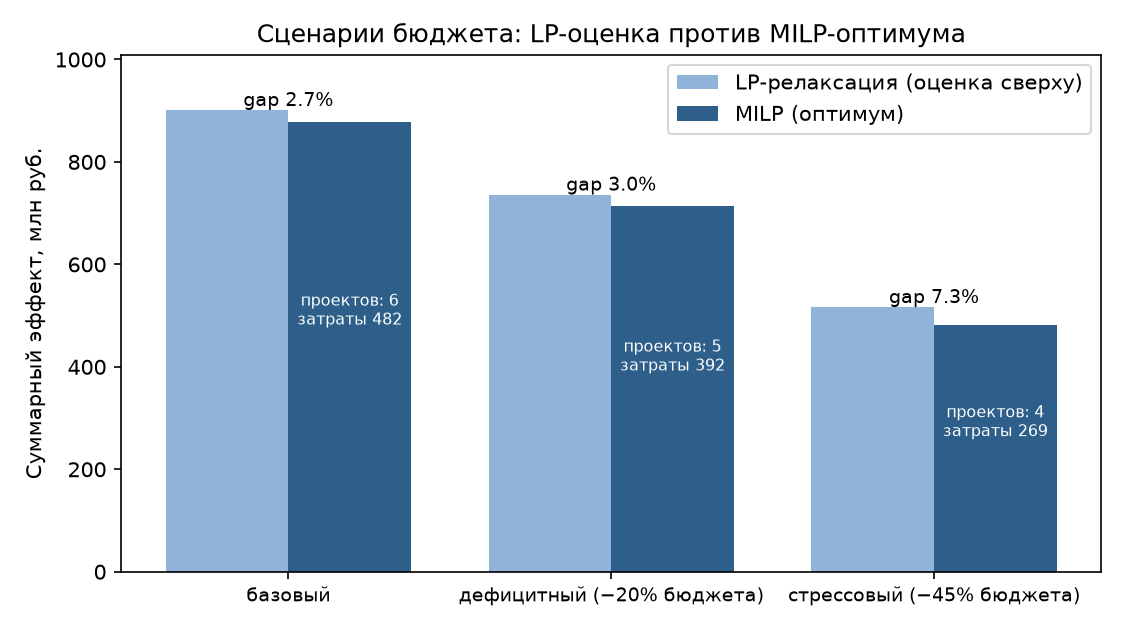 Сценарии бюджета: LP-оценка против MILP-оптимума
Суммарный эффект, млн руб.
1000
800
600
400
200
0
LP-релаксация (оценка сверху)
MILP (оптимум)
gap 2.7%
gap 3.0%
gap 7.3%
проектов: 6
затраты 482
проектов: 5
затраты 392
проектов: 4
затраты 269
базовый
дефицитный (−20% бюджета)
стрессовый (−45% бюджета)